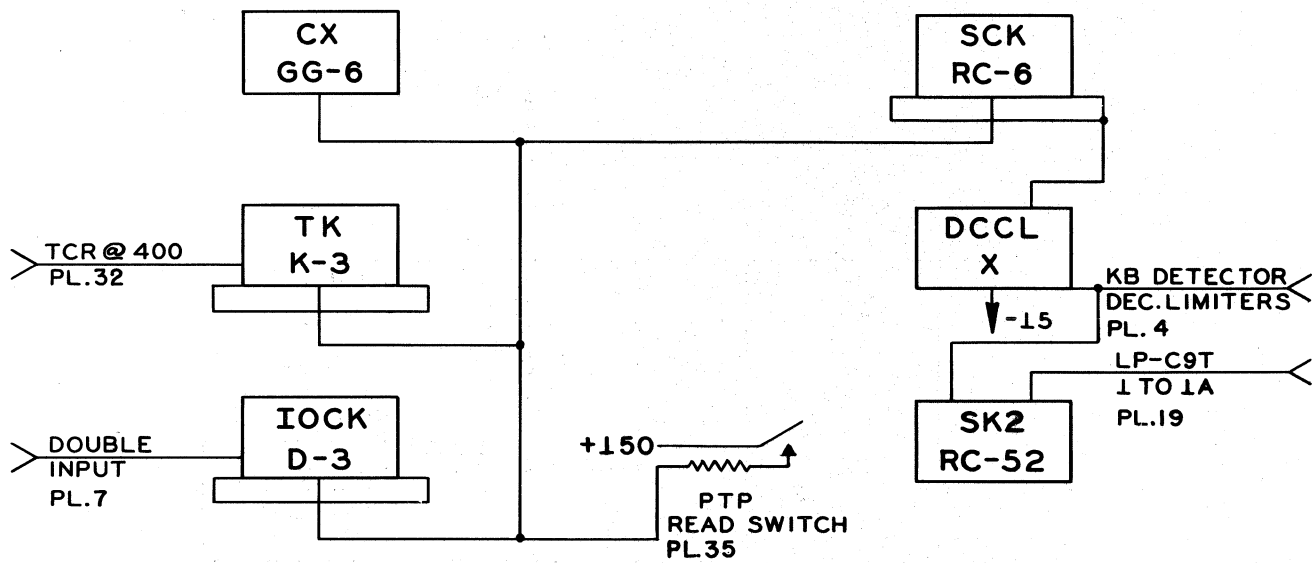 CX
GG-6
SCK
RC-6
TK
K-3
TCR @ 400
PL.32
DCCL
X
-15
KB DETECTOR
DEC.LIMITERS
PL. 4
LP-C9T
1 TO 1A
PL.19
IOCK
D-3
DOUBLE
INPUT
PL.7
+150
PTP
READ SWITCH
PL.35
SK2
RC-52